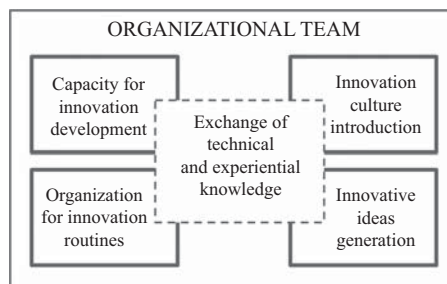 ORGANIZATIONAL TEAM
Capacity for
innovation
development
Innovation
culture
introduction
Exchange of
technical
and experiential
knowledge
Organization
for innovation
routines
Innovative
ideas
generation